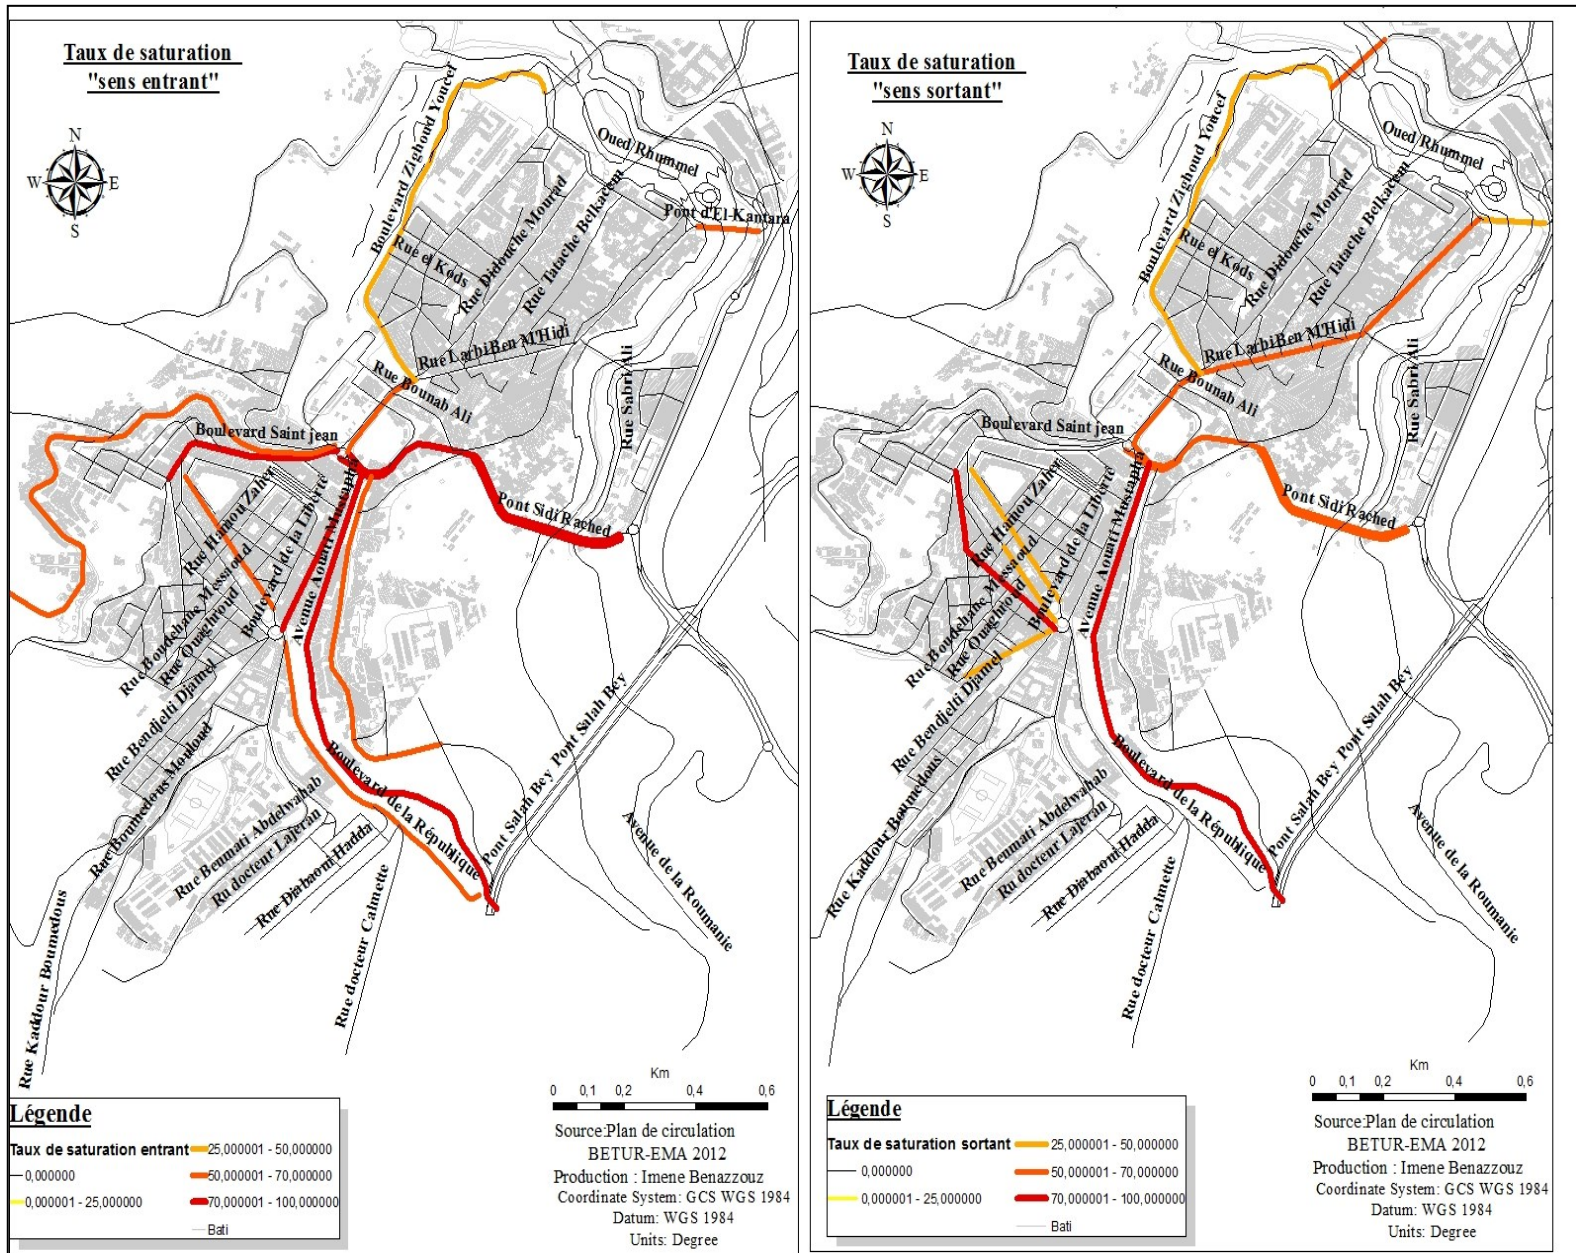 Taux de saturation
"sens entrant"
N
W
E
S
Boulevard Zighoud Youcef
Oued Rhummel
Pont d'El-Kantara
Rue el Kods
Rue Didouche Mourad
Rue Tatache Belkacem
Rue Larbi Ben M'Hidi
Rue Bounab Ali
Rue Sabri Ali
Boulevard Saint jean
Rue Hamou Zaher
Boulevard de la Liberté
Avenue Aouati Mustapha
Pont Sidi Rached
Rue Boudehane Messaoud
Rue Ouaghroud
Rue Bendjelti Djamel
Rue Boumedous Mouloud
Boulevard de la République
Pont Salah Bey Pont Salah Bey
Rue Benmati Abdelwahab
Ru docteur Lajeran
Rue Diabaoui Hadda
Rue docteur Calmette
Avenue de la Roumanie
Rue Kaddour Boumedous
Km
0 0,1 0,2 0,4 0,6
Légende
Taux de saturation entrant
0,000000
0,000001 - 25,000000
25,000001 - 50,000000
50,000001 - 70,000000
70,000001 - 100,000000
Bati
Source:Plan de circulation
BETUR-EMA 2012
Production : Imene Benazzouz
Coordinate System: GCS WGS 1984
Datum: WGS 1984
Units: Degree
Taux de saturation
"sens sortant"
N
W
E
S
Boulevard Zighoud Youcef
Oued Rhummel
Rue el Kods
Rue Didouche Mourad
Rue Tatache Belkacem
Rue Larbi Ben M'Hidi
Rue Bounab Ali
Rue Sabri Ali
Boulevard Saint jean
Rue Hamou Zaher
Boulevard de la Liberté
Avenue Aouati Mustapha
Pont Sidi Rached
Rue Boudehane Messaoud
Rue Ouaghroud
Rue Bendjelti Djamel
Rue Kaddour Boumedous
Boulevard de la République
Pont Salah Bey Pont Salah Bey
Rue Benmati Abdelwahab
Ru docteur Lajeran
Rue Diabaoui Hadda
Rue docteur Calmette
Avenue de la Roumanie
Km
0 0,1 0,2 0,4 0,6
Légende
Taux de saturation sortant
0,000000
0,000001 - 25,000000
25,000001 - 50,000000
50,000001 - 70,000000
70,000001 - 100,000000
Bati
Source:Plan de circulation
BETUR-EMA 2012
Production : Imene Benazzouz
Coordinate System: GCS WGS 1984
Datum: WGS 1984
Units: Degree